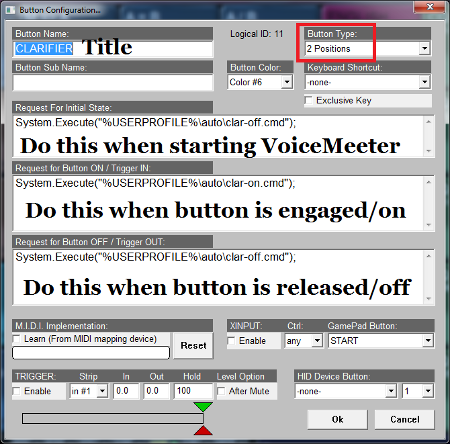 Button Configuration...
Button Name:
Logical ID: 11
Button Type:
CLARIFIER Title
2 Positions
Button Sub Name:
Button Color:
Keyboard Shortcut:
Color #6
-none-
Exclusive Key
Request For Initial State:
System.Execute("%USERPROFILE%\auto\clar-off.cmd");
Do this when starting VoiceMeeter
Request for Button ON / Trigger IN:
System.Execute("%USERPROFILE%\auto\clar-on.cmd");
Do this when button is engaged/on
Request for Button OFF / Trigger OUT:
System.Execute("%USERPROFILE%\auto\clar-off.cmd");
Do this when button is released/off
M.I.D.I. Implementation:
XINPUT: Ctrl: GamePad Button:
Learn (From MIDI mapping device)
Reset
Enable any START
TRIGGER: Strip In Out Hold Level Option
HID Device Button:
Enable in #1 0.0 0.0 100 After Mute
-none- 1
Ok Cancel